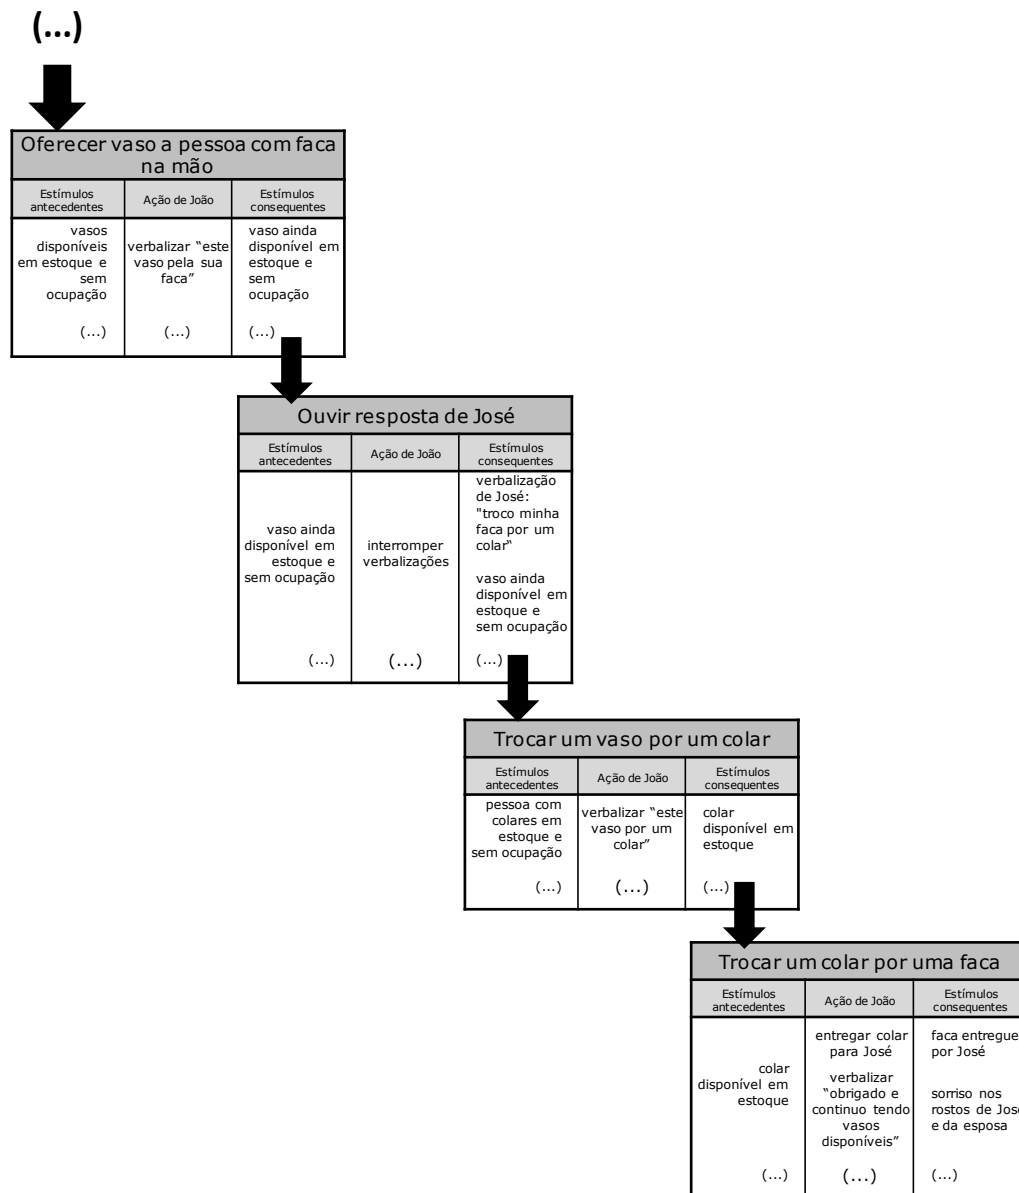 (...)
Oferecer vaso a pessoa com faca
na mão
Estímulos
antecedentes
Ação de João
Estímulos
consequentes
vasos
disponíveis
em estoque e
sem
ocupação
(...)
verbalizar “este
vaso pela sua
faca”
(...)
vaso ainda
disponível em
estoque e
sem
ocupação
(...)
Ouvir resposta de José
Estímulos
antecedentes
Ação de João
Estímulos
consequentes
vaso ainda
disponível em
estoque e
sem ocupação
(...)
interromper
verbalizações
(...)
verbalização
de José:
"troco minha
faca por um
colar“
vaso ainda
disponível em
estoque e
sem ocupação
(...)
Trocar um vaso por um colar
Estímulos
antecedentes
Ação de João
Estímulos
consequentes
pessoa com
colares em
estoque e
sem ocupação
(...)
verbalizar “este
vaso por um
colar”
(...)
colar
disponível em
estoque
(...)
Trocar um colar por uma faca
Estímulos
antecedentes
Ação de João
Estímulos
consequentes
colar
disponível em
estoque
(...)
entregar colar
para José
verbalizar
“obrigado e
continuo tendo
vasos
disponíveis”
(...)
faca entregue
por José
sorriso nos
rostos de José
e da esposa
(...)